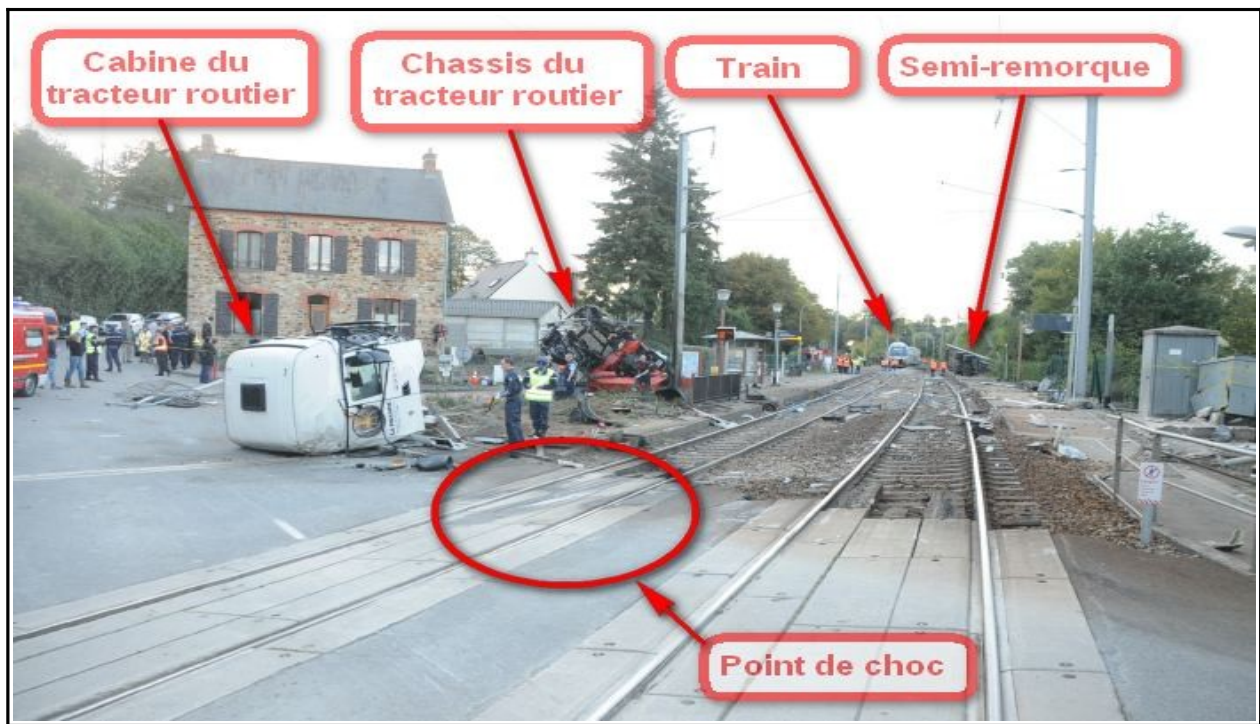 Cabine du
tracteur routier
Chassis du
tracteur routier
Train
Semi-remorque
Point de choc